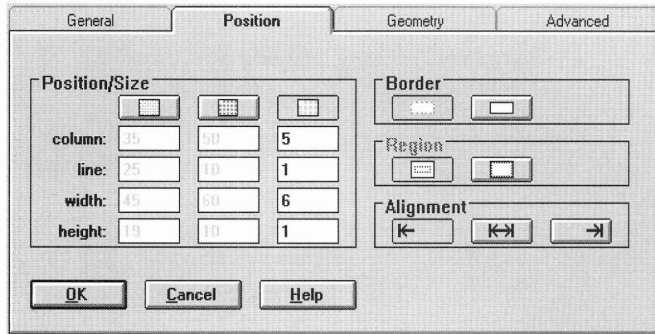 General Position Geometry Advanced
Position/Size
column: 35 50 5
line: 25 10 1
width: 45 60 6
height: 19 10 1
Border
Region
Alignment
OK Cancel Help